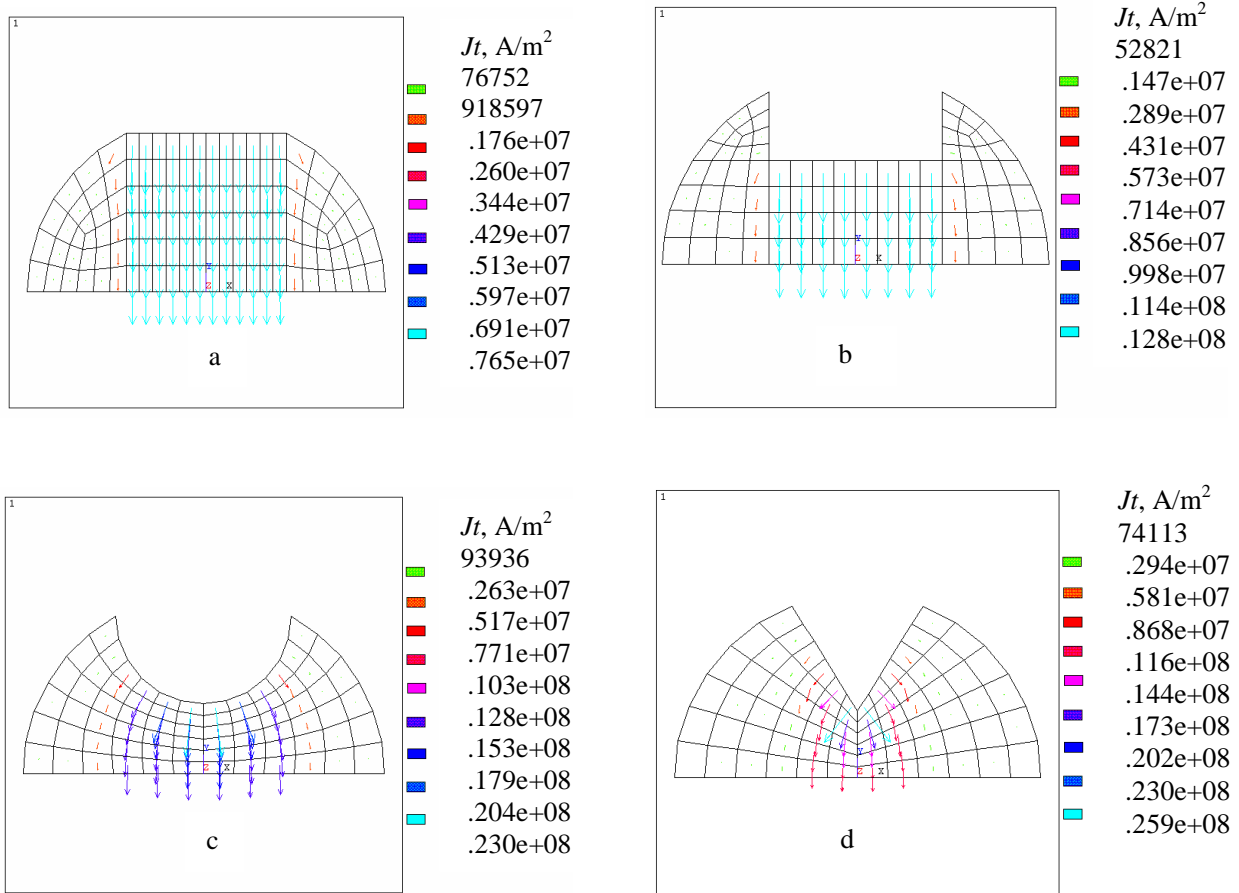 1
Jt, A/m²
76752
918597
.176e+07
.260e+07
.344e+07
.429e+07
.513e+07
.597e+07
.691e+07
.765e+07
Y
Z X
a
Jt, A/m²
52821
.147e+07
.289e+07
.431e+07
.573e+07
.714e+07
.856e+07
.998e+07
.114e+08
.128e+08
Y
Z X
b
1
Jt, A/m²
93936
.263e+07
.517e+07
.771e+07
.103e+08
.128e+08
.153e+08
.179e+08
.204e+08
.230e+08
Y
Z X
c
1
Jt, A/m²
74113
.294e+07
.581e+07
.868e+07
.116e+08
.144e+08
.173e+08
.202e+08
.230e+08
.259e+08
Y
Z X
d
1